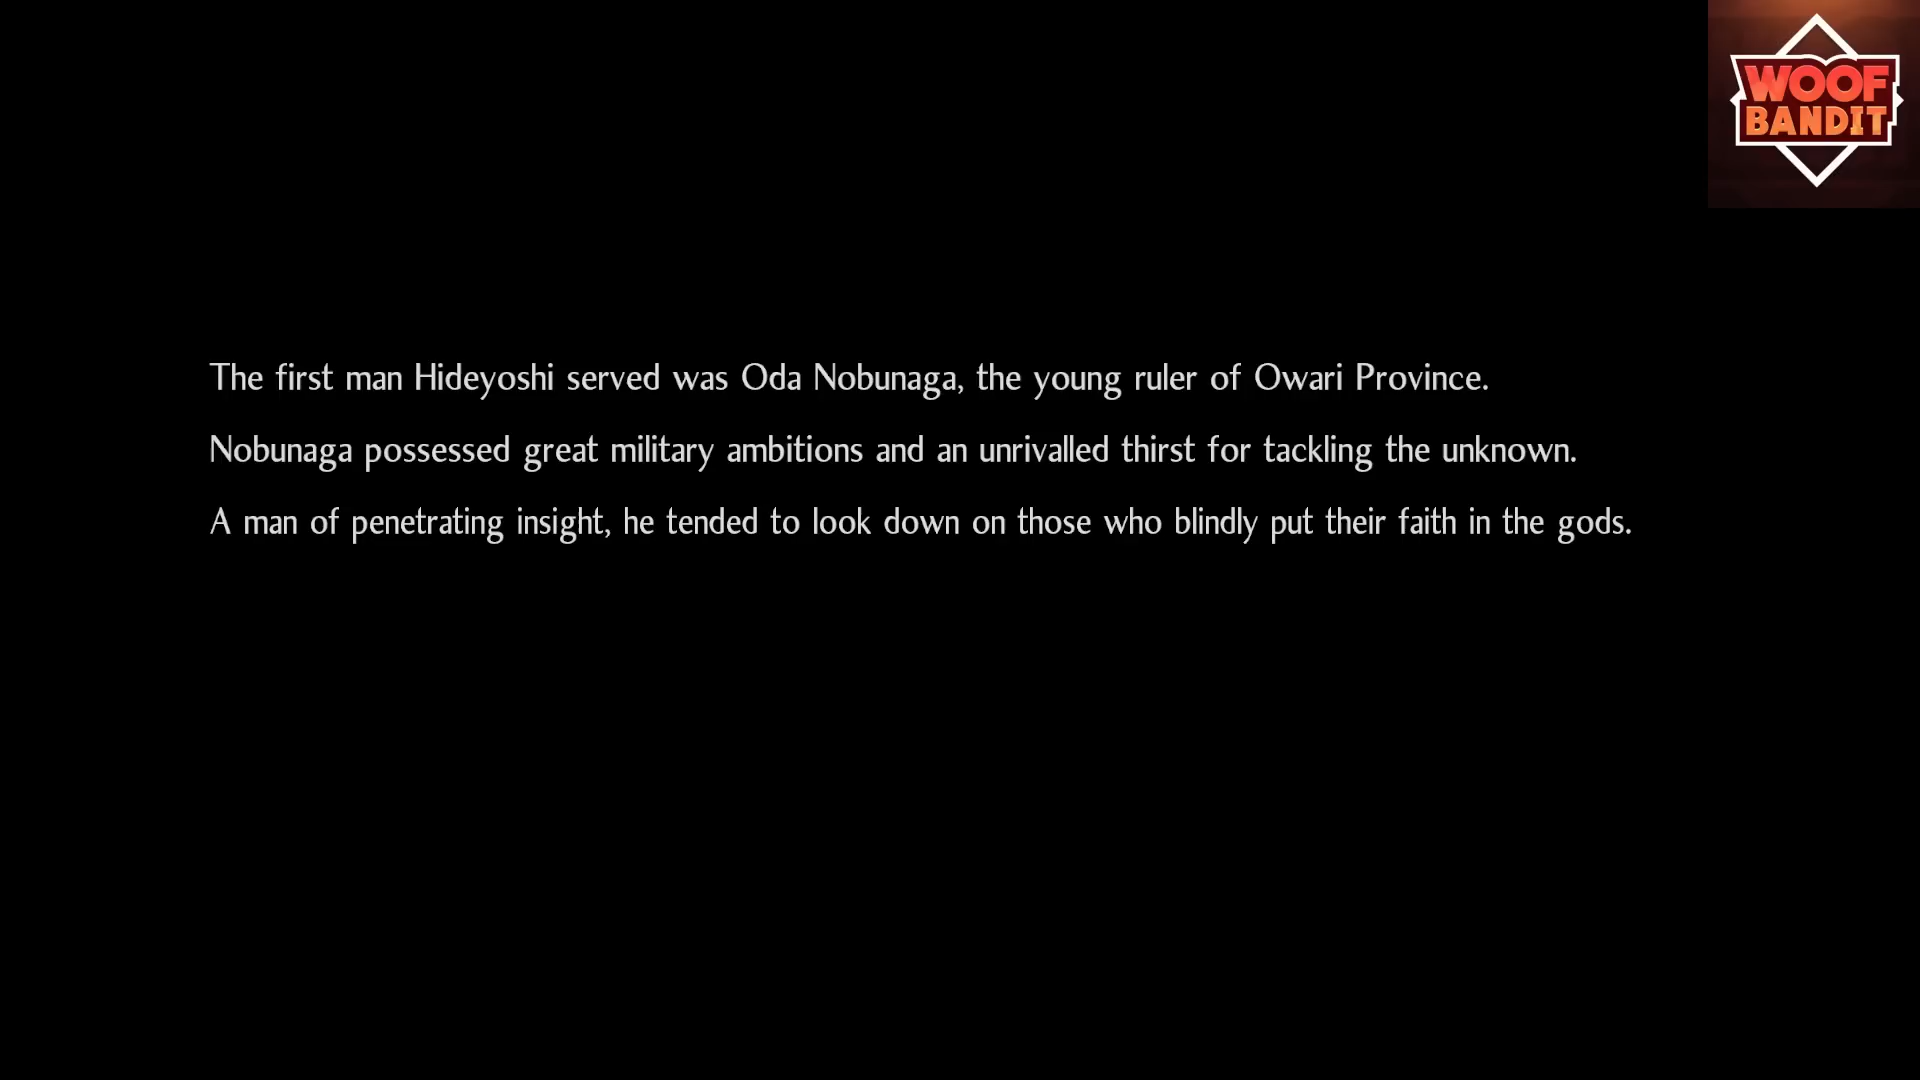 WOOF
BANDIT
The first man Hideyoshi served was Oda Nobunaga, the young ruler of Owari Province.
Nobunaga possessed great military ambitions and an unrivalled thirst for tackling the unknown.
A man of penetrating insight, he tended to look down on those who blindly put their faith in the gods.